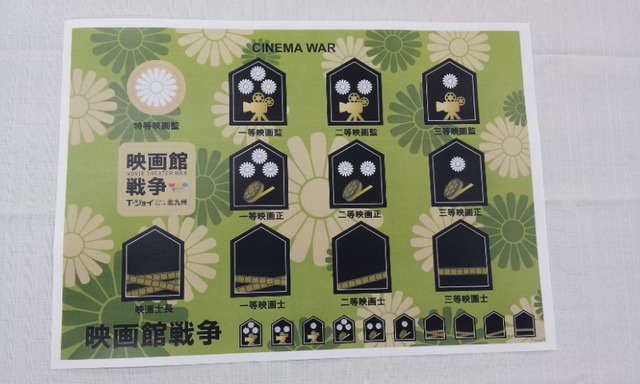 CINEMA WAR
特等映画監
一等映画監
二等映画監
三等映画監
映画館
MOVIE THEATER WAR
戦争
T・ジョイ
北九州
一等映画正
二等映画正
三等映画正
映画士長
一等映画士
二等映画士
三等映画士
映画館戦争